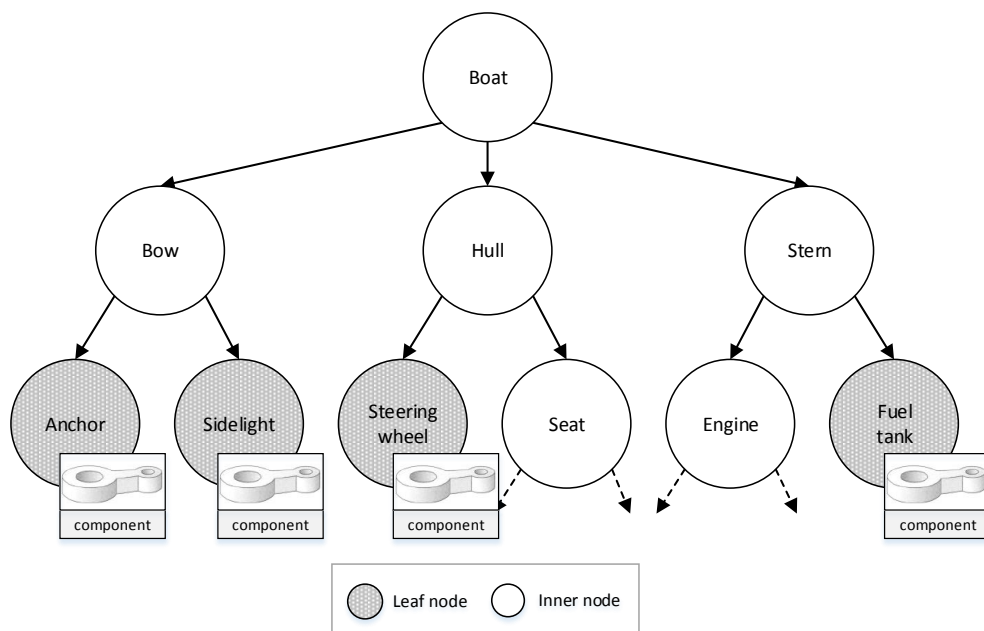 Boat
Bow
Hull
Stern
Anchor
Sidelight
Steering
wheel
Seat
Engine
Fuel
tank
component
component
component
component
Leaf node
Inner node